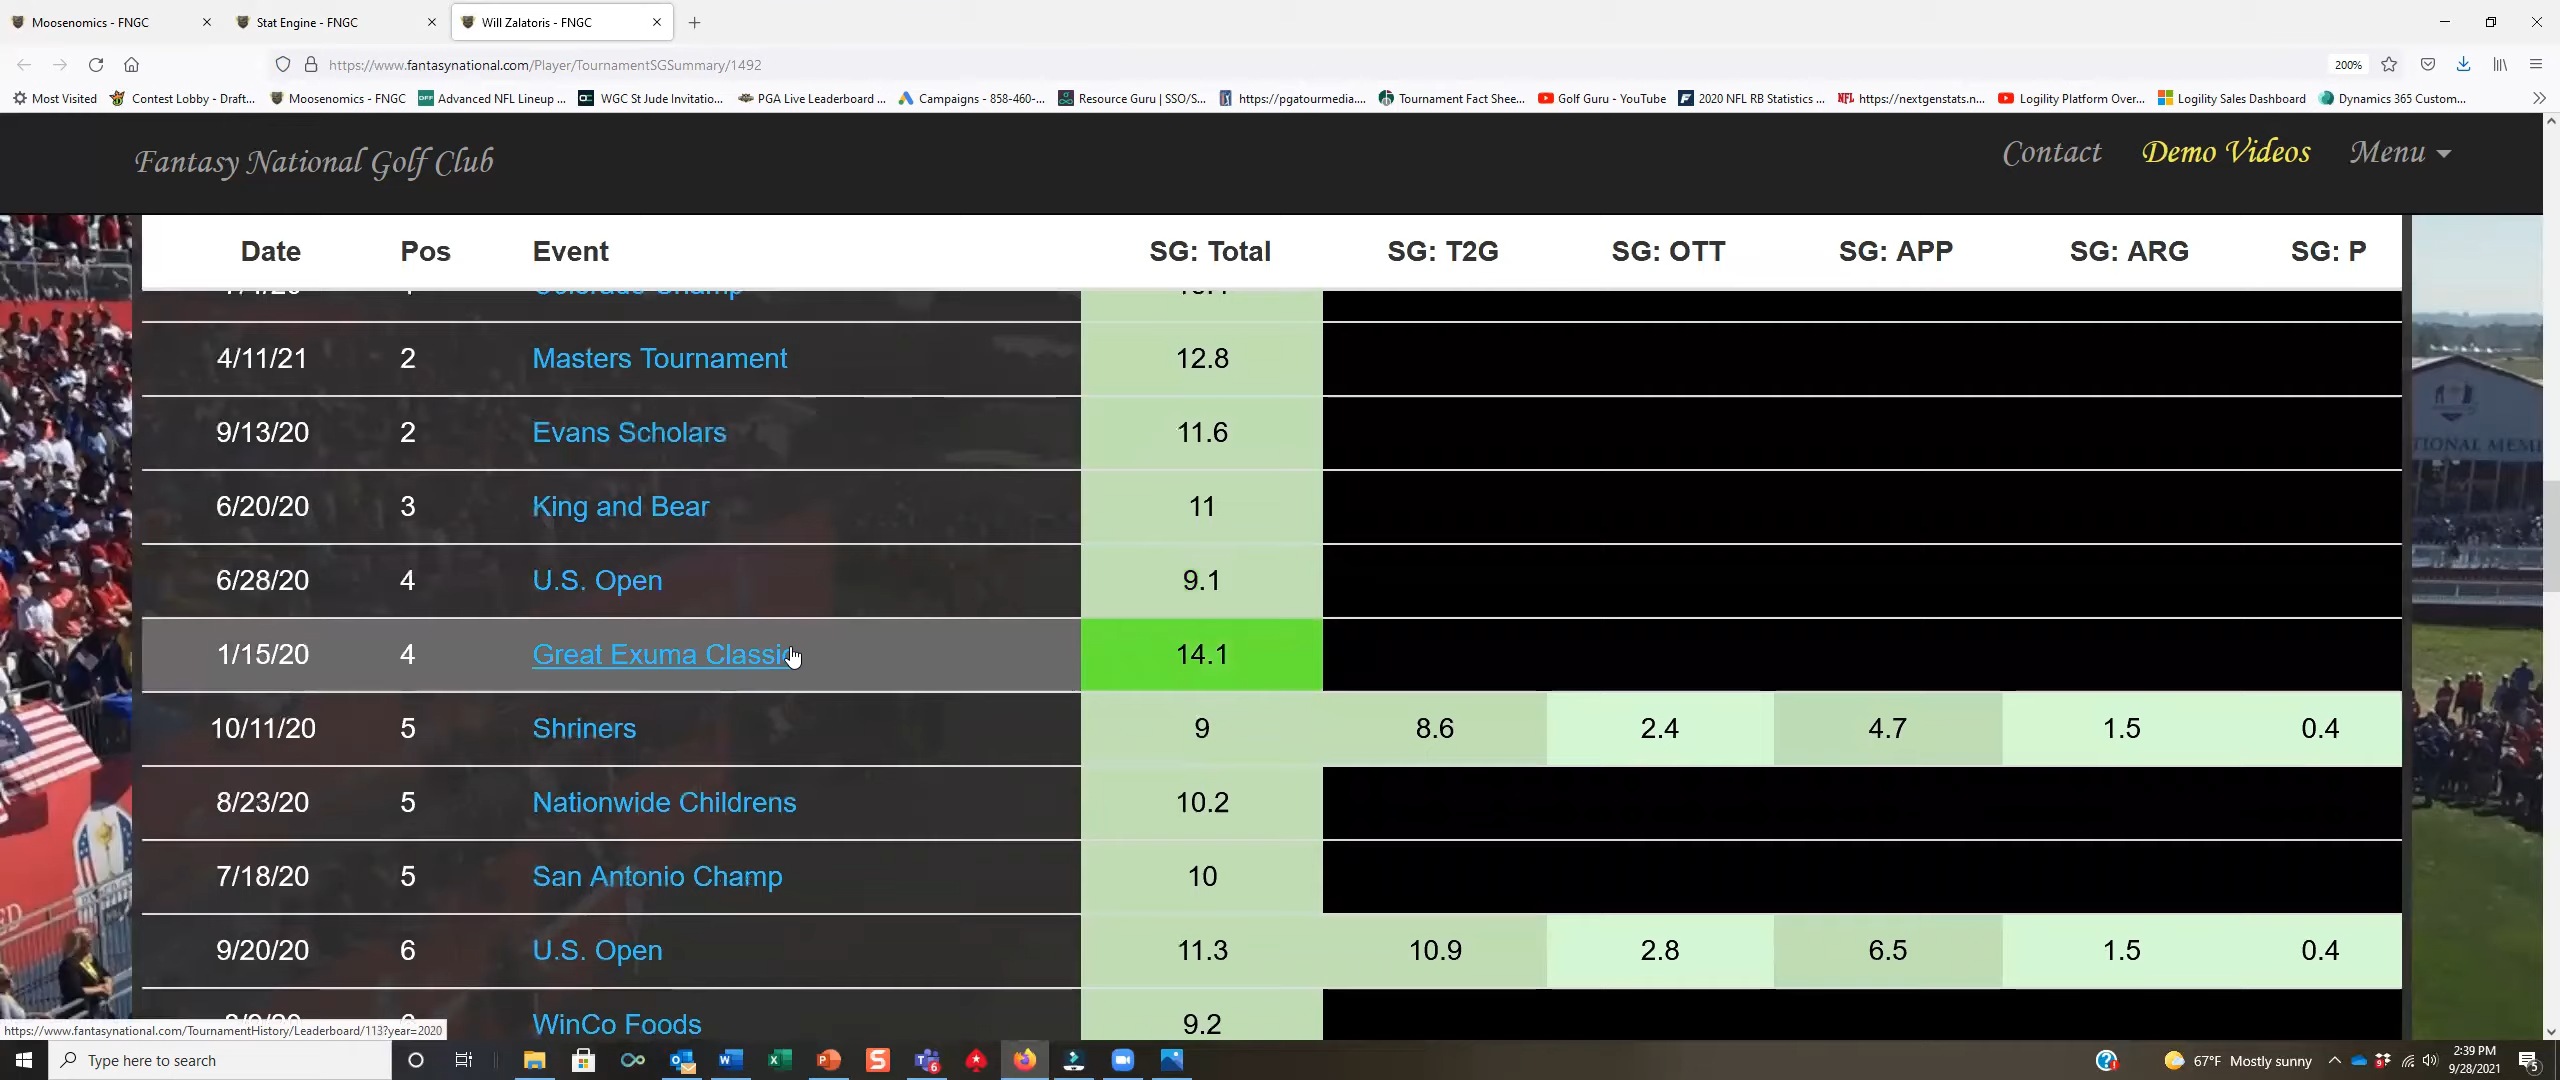 Moosenomics - FNGC
Stat Engine - FNGC
Will Zalatoris - FNGC
https://www.fantasynational.com/Player/TournamentSGSummary/1492
200%
Most Visited
Contest Lobby - Draft...
Moosenomics - FNGC
Advanced NFL Lineup ...
WGC St Jude Invitatio...
PGA Live Leaderboard ...
Campaigns - 858-460-...
Resource Guru | SSO/S...
https://pgatourmedia....
Tournament Fact Shee...
Golf Guru - YouTube
2020 NFL RB Statistics ...
https://nextgenstats.n...
Logility Platform Over...
Logility Sales Dashboard
Dynamics 365 Custom...
Fantasy National Golf Club
Contact Demo Videos Menu
Date Pos Event SG: Total SG: T2G SG: OTT SG: APP SG: ARG SG: P
4/11/21 2 Masters Tournament 12.8
9/13/20 2 Evans Scholars 11.6
6/20/20 3 King and Bear 11
6/28/20 4 U.S. Open 9.1
1/15/20 4 Great Exuma Classic 14.1
10/11/20 5 Shriners 9 8.6 2.4 4.7 1.5 0.4
8/23/20 5 Nationwide Childrens 10.2
7/18/20 5 San Antonio Champ 10
9/20/20 6 U.S. Open 11.3 10.9 2.8 6.5 1.5 0.4
WinCo Foods 9.2
https://www.fantasynational.com/TournamentHistory/Leaderboard/113?year=2020
Type here to search
67°F Mostly sunny
2:39 PM
9/28/2021